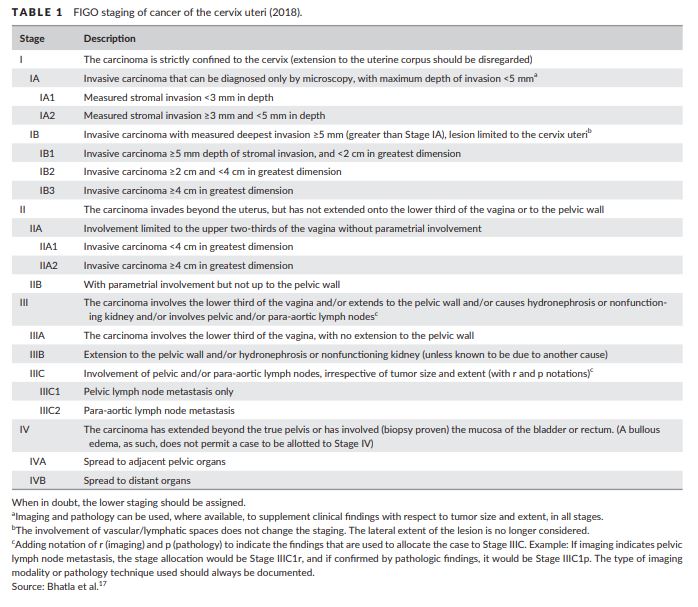 TABLE 1 FIGO staging of cancer of the cervix uteri (2018).
Stage Description
I The carcinoma is strictly confined to the cervix (extension to the uterine corpus should be disregarded)
IA Invasive carcinoma that can be diagnosed only by microscopy, with maximum depth of invasion <5 mmᵃ
IA1 Measured stromal invasion <3 mm in depth
IA2 Measured stromal invasion ≥3 mm and <5 mm in depth
IB Invasive carcinoma with measured deepest invasion ≥5 mm (greater than Stage IA), lesion limited to the cervix uteriᵇ
IB1 Invasive carcinoma ≥5 mm depth of stromal invasion, and <2 cm in greatest dimension
IB2 Invasive carcinoma ≥2 cm and <4 cm in greatest dimension
IB3 Invasive carcinoma ≥4 cm in greatest dimension
II The carcinoma invades beyond the uterus, but has not extended onto the lower third of the vagina or to the pelvic wall
IIA Involvement limited to the upper two-thirds of the vagina without parametrial involvement
IIA1 Invasive carcinoma <4 cm in greatest dimension
IIA2 Invasive carcinoma ≥4 cm in greatest dimension
IIB With parametrial involvement but not up to the pelvic wall
III The carcinoma involves the lower third of the vagina and/or extends to the pelvic wall and/or causes hydronephrosis or nonfunction-
ing kidney and/or involves pelvic and/or para-aortic lymph nodesᶜ
IIIA The carcinoma involves the lower third of the vagina, with no extension to the pelvic wall
IIIB Extension to the pelvic wall and/or hydronephrosis or nonfunctioning kidney (unless known to be due to another cause)
IIIC Involvement of pelvic and/or para-aortic lymph nodes, irrespective of tumor size and extent (with r and p notations)ᶜ
IIIC1 Pelvic lymph node metastasis only
IIIC2 Para-aortic lymph node metastasis
IV The carcinoma has extended beyond the true pelvis or has involved (biopsy proven) the mucosa of the bladder or rectum. (A bullous
edema, as such, does not permit a case to be allotted to Stage IV)
IVA Spread to adjacent pelvic organs
IVB Spread to distant organs
When in doubt, the lower staging should be assigned.
ᵃImaging and pathology can be used, where available, to supplement clinical findings with respect to tumor size and extent, in all stages.
ᵇThe involvement of vascular/lymphatic spaces does not change the staging. The lateral extent of the lesion is no longer considered.
ᶜAdding notation of r (imaging) and p (pathology) to indicate the findings that are used to allocate the case to Stage IIIC. Example: If imaging indicates pelvic
lymph node metastasis, the stage allocation would be Stage IIIC1r, and if confirmed by pathologic findings, it would be Stage IIIC1p. The type of imaging
modality or pathology technique used should always be documented.
Source: Bhatla et al.¹⁷